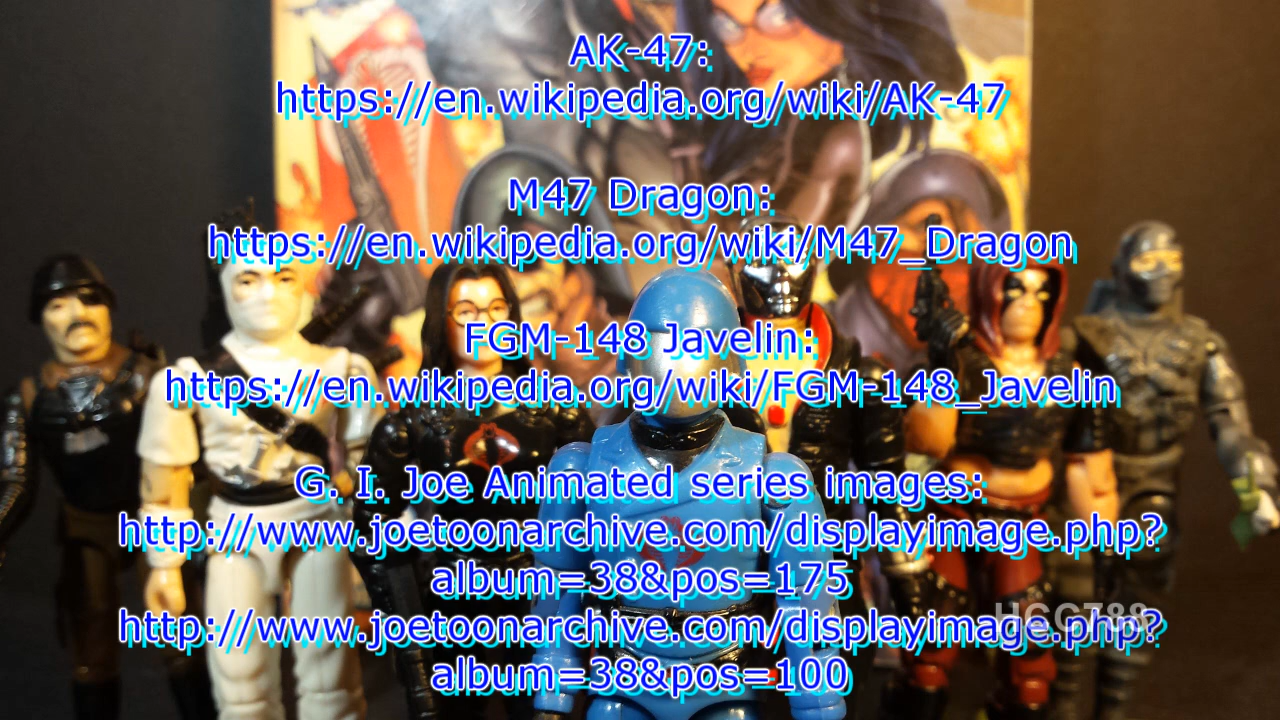 AK-47:
https://en.wikipedia.org/wiki/AK-47
M47 Dragon:
https://en.wikipedia.org/wiki/M47_Dragon
FGM-148 Javelin:
https://en.wikipedia.org/wiki/FGM-148_Javelin
G. I. Joe Animated series images:
http://www.joetoonarchive.com/displayimage.php?
album=38&pos=175
http://www.joetoonarchive.com/displayimage.php?
album=38&pos=100
HCC788